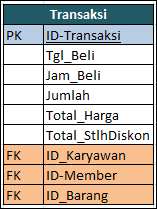 Transaksi
PK ID-Transaksi
Tgl_Beli
Jam_Beli
Jumlah
Total_Harga
Total_StlhDiskon
FK ID_Karyawan
FK ID-Member
FK ID_Barang